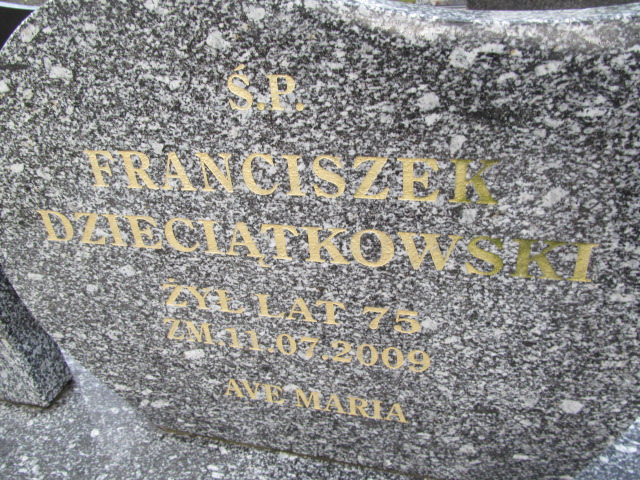 Ś.P.
FRANCISZEK
DZIECIĄTKOWSKI
ŻYŁ LAT 75
ZM.11.07.2009
AVE MARIA